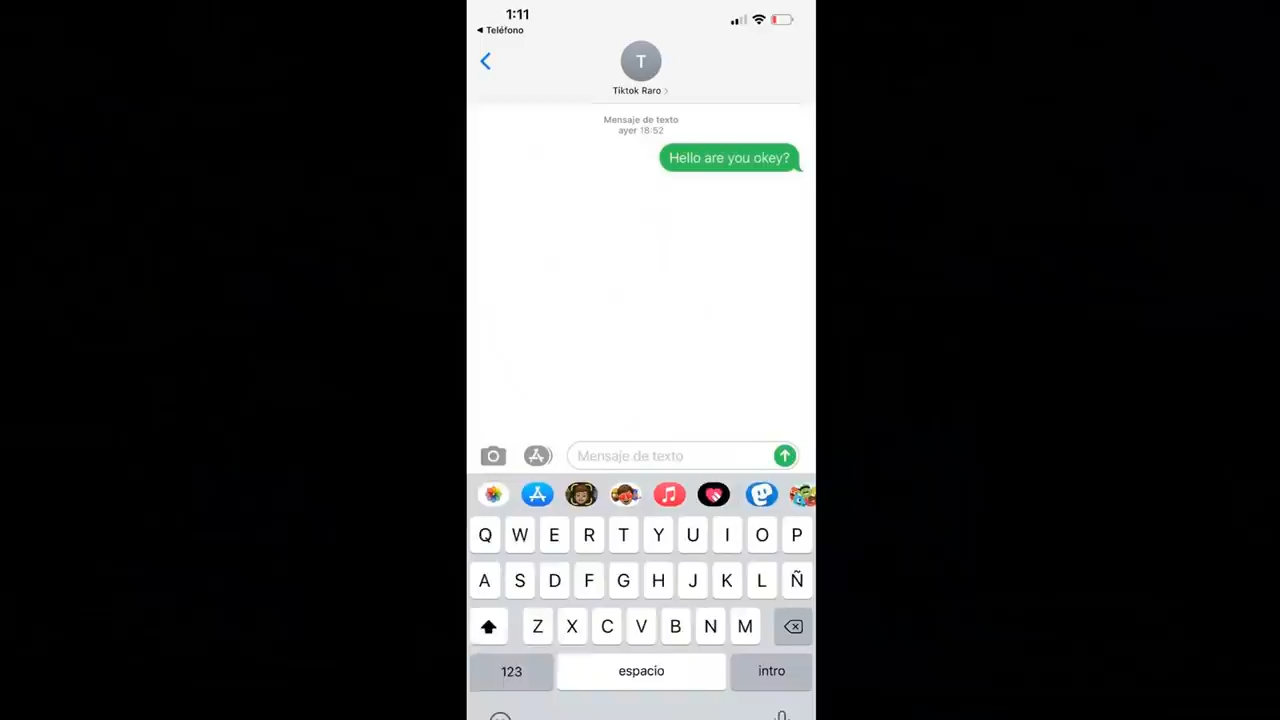 1:11
◀ Teléfono
T
Tiktok Raro
Mensaje de texto
ayer 18:52
Hello are you okey?
Mensaje de texto
Q W E R T Y U I O P
A S D F G H J K L Ñ
Z X C V B N M
123 espacio intro